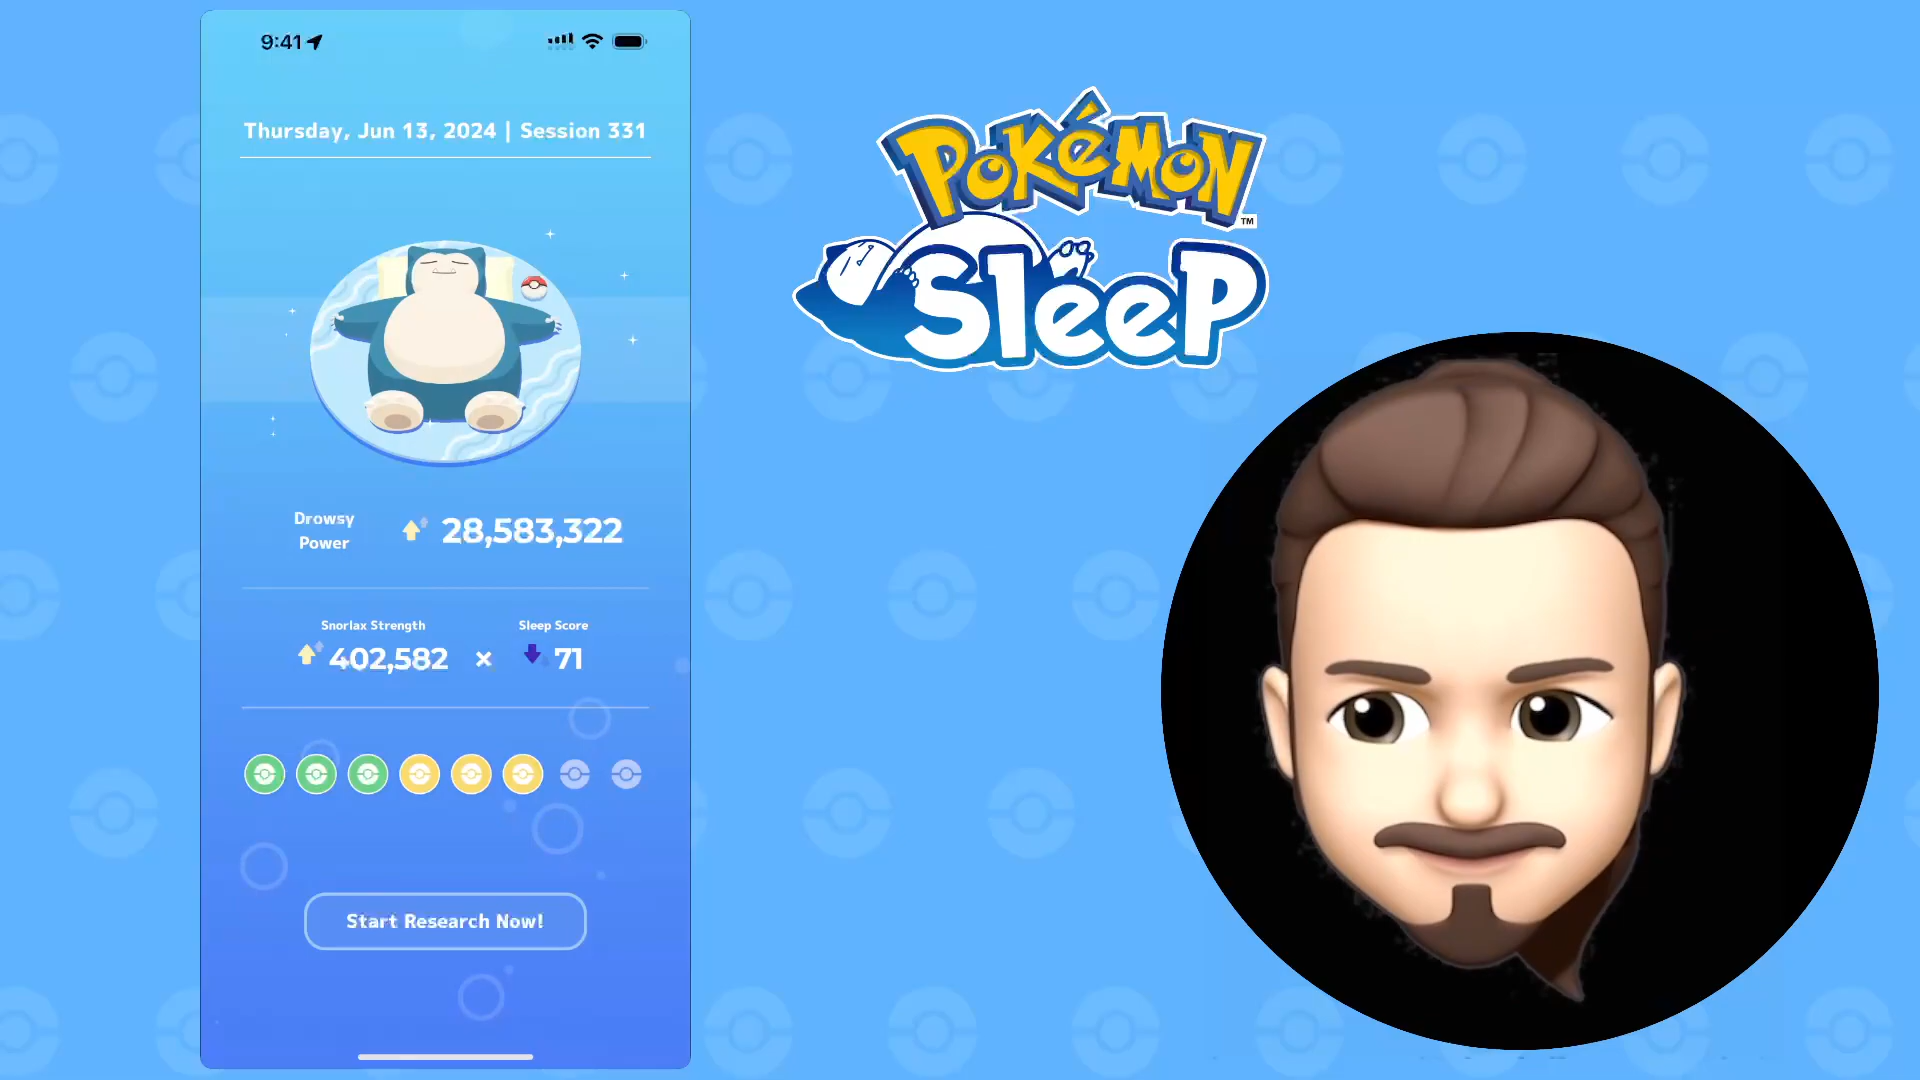 9:41
Thursday, Jun 13, 2024 | Session 331
Drowsy
Power
28,583,322
Snorlax Strength
Sleep Score
402,582 × 71
Start Research Now!
POKéMON
TM
Sleep